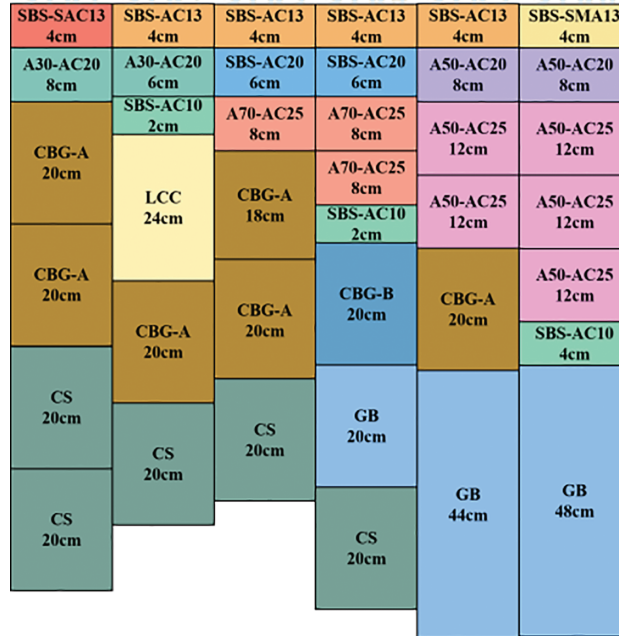 SBS-SAC13
4cm
A30-AC20
8cm
CBG-A
20cm
CBG-A
20cm
CS
20cm
CS
20cm
SBS-AC13
4cm
A30-AC20
6cm
SBS-AC10
2cm
LCC
24cm
CBG-A
20cm
CS
20cm
SBS-AC13
4cm
SBS-AC20
6cm
A70-AC25
8cm
CBG-A
18cm
CBG-A
20cm
CS
20cm
SBS-AC13
4cm
SBS-AC20
6cm
A70-AC25
8cm
A70-AC25
8cm
SBS-AC10
2cm
CBG-B
20cm
GB
20cm
CS
20cm
SBS-AC13
4cm
A50-AC20
8cm
A50-AC25
12cm
A50-AC25
12cm
CBG-A
20cm
GB
44cm
SBS-SMA13
4cm
A50-AC20
8cm
A50-AC25
12cm
A50-AC25
12cm
A50-AC25
12cm
SBS-AC10
4cm
GB
48cm